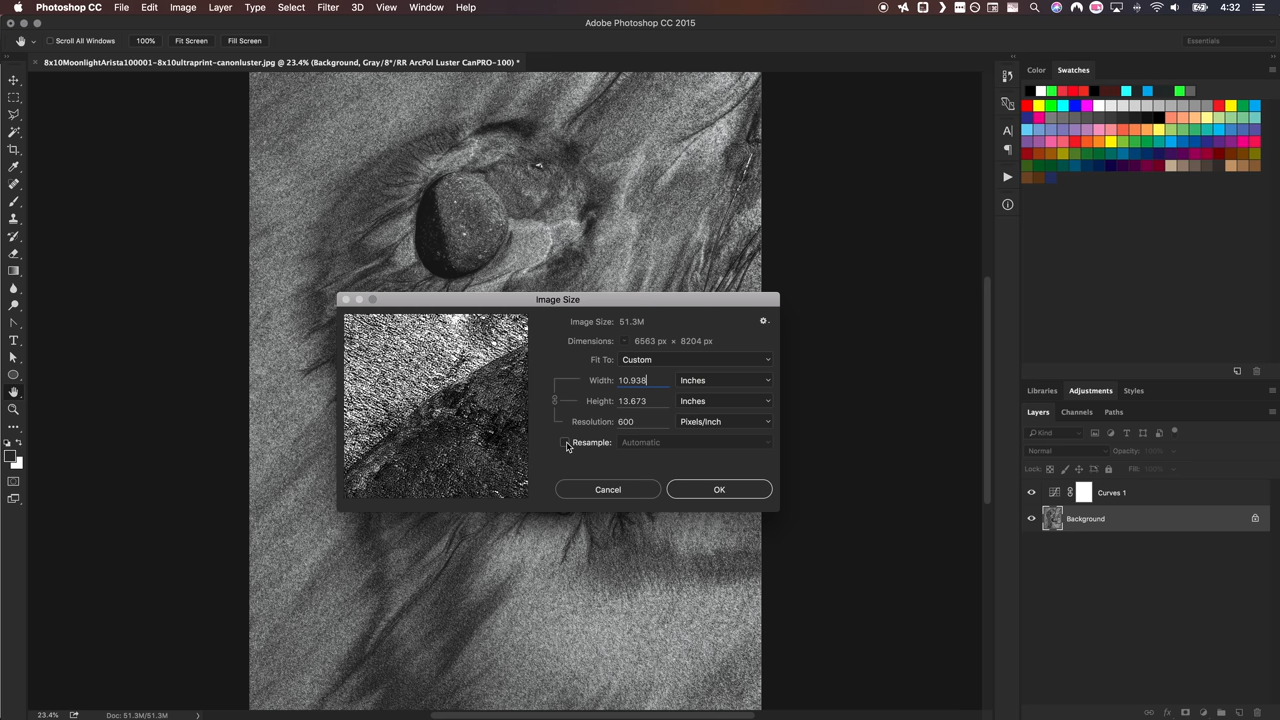 Photoshop CC File Edit Image Layer Type Select Filter 3D View Window Help 4:32
Adobe Photoshop CC 2015
Scroll All Windows 100% Fit Screen Fill Screen Essentials
8x10MoonlightArista100001-8x10ultraprint-canonluster.jpg @ 23.4% (Background, Gray/8*/RR ArcPol Luster CanPRO-100) *
Color Swatches
Image Size
Image Size: 51.3M
Dimensions: 6563 px × 8204 px
Fit To: Custom
Width: 10.938 Inches
Height: 13.673 Inches
Resolution: 600 Pixels/Inch
Resample: Automatic
Cancel OK
Libraries Adjustments Styles
Layers Channels Paths
Kind
Normal Opacity: 100%
Lock: Fill: 100%
Curves 1
Background
23.4% Doc: 51.3M/51.3M